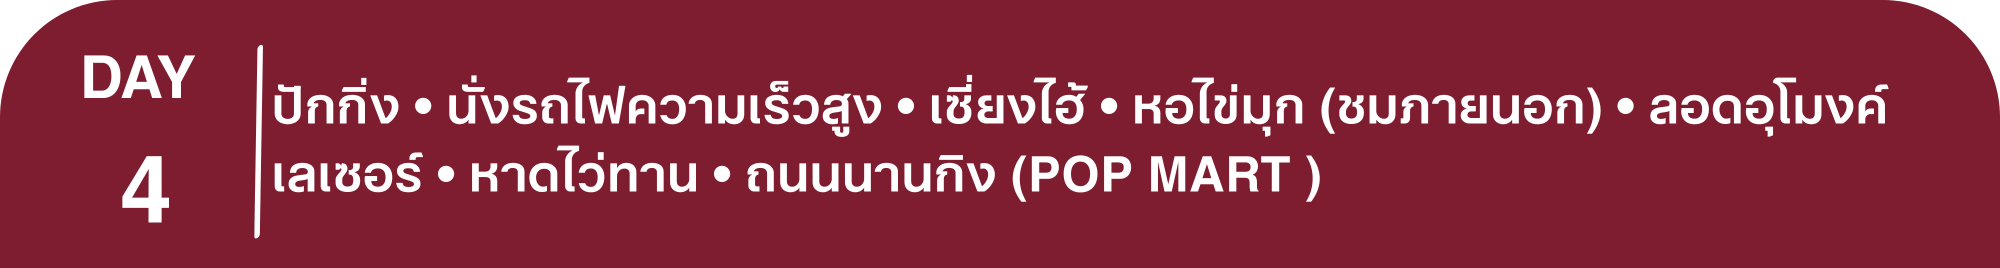 DAY
4
ปักกิ่ง • นั่งรถไฟความเร็วสูง • เซี่ยงไฮ้ • หอไข่มุก (ชมภายนอก) • ลอดอุโมงค์
เลเซอร์ • หาดไว่ทาน • ถนนนานกิง (POP MART )